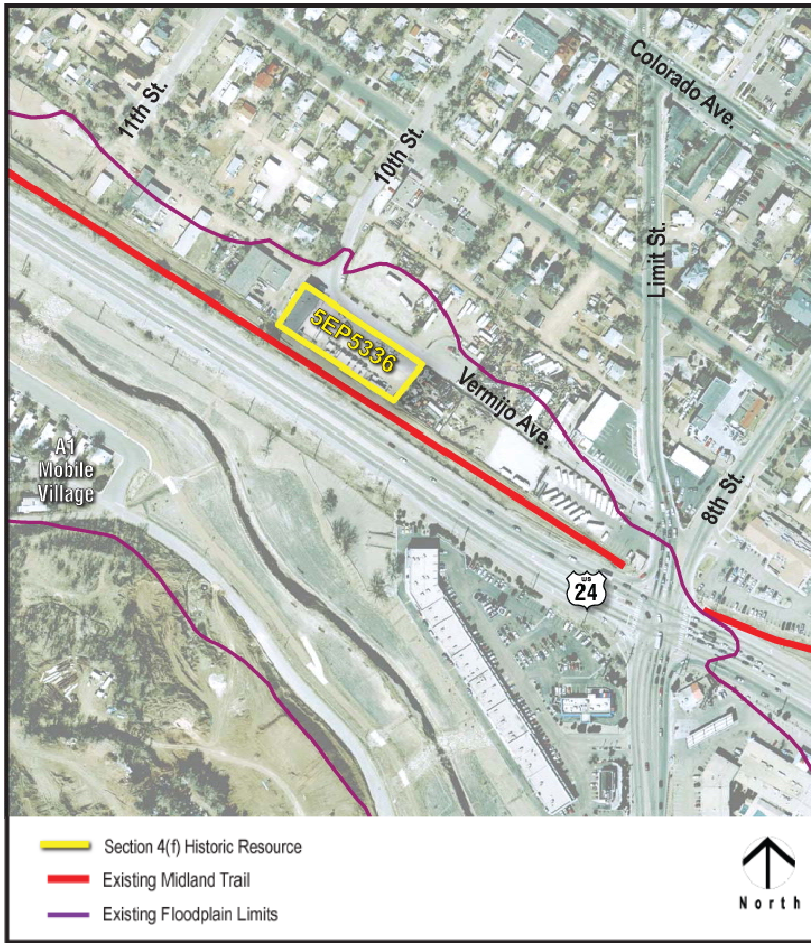 Colorado Ave.
11th St.
10th St.
Limit St.
5EP5336
Vermijo Ave.
A1
Mobile
Village
8th St.
US
24
Section 4(f) Historic Resource
Existing Midland Trail
Existing Floodplain Limits
North